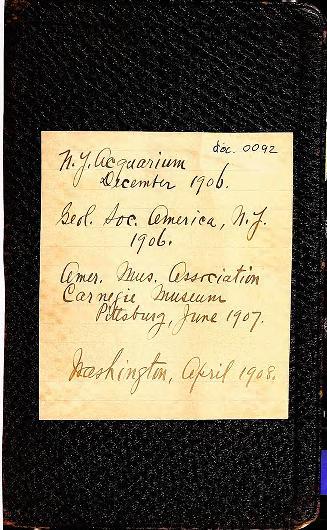 doc. 0092
N.Y. Acquarium
December 1906.
Geol. Soc. America, N.Y.
1906.
Amer. Mus. Association
Carnegie Museum
Pittsburg, June 1907.
Washington, April 1908.